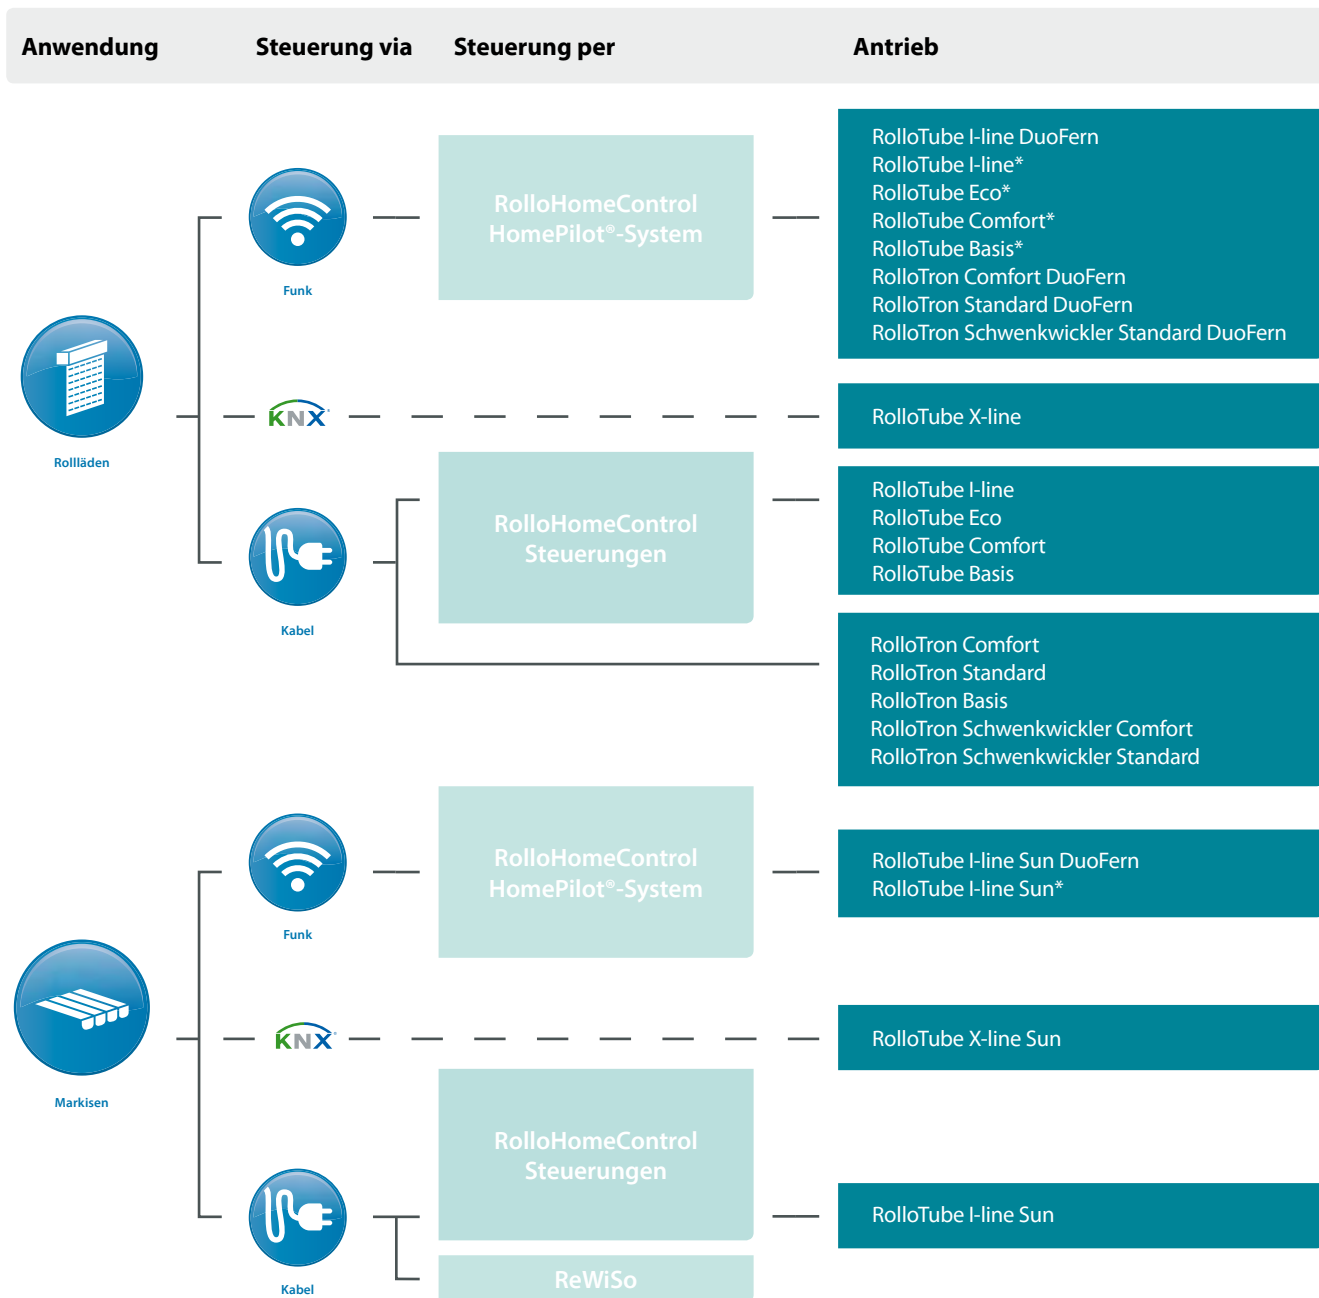 Anwendung Steuerung via Steuerung per Antrieb
RolloHomeControl
HomePilot®-System
Funk
RolloTube I-line DuoFern
RolloTube I-line*
RolloTube Eco*
RolloTube Comfort*
RolloTube Basis*
RolloTron Comfort DuoFern
RolloTron Standard DuoFern
RolloTron Schwenkwickler Standard DuoFern
Rollläden
KNX®
RolloTube X-line
RolloHomeControl
Steuerungen
Kabel
RolloTube I-line
RolloTube Eco
RolloTube Comfort
RolloTube Basis
RolloTron Comfort
RolloTron Standard
RolloTron Basis
RolloTron Schwenkwickler Comfort
RolloTron Schwenkwickler Standard
RolloHomeControl
HomePilot®-System
Funk
RolloTube I-line Sun DuoFern
RolloTube I-line Sun*
Markisen
KNX®
RolloTube X-line Sun
RolloHomeControl
Steuerungen
Kabel
RolloTube I-line Sun
ReWiSo